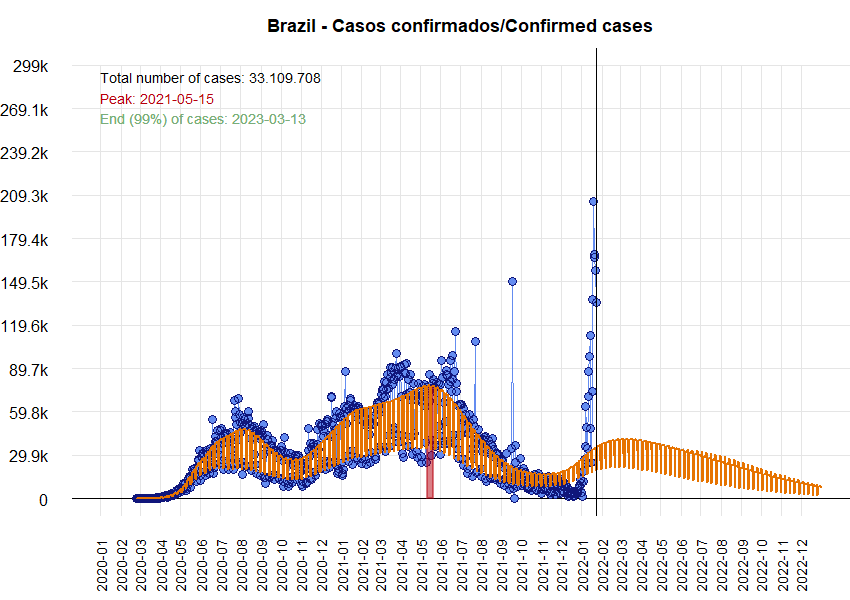 Brazil - Casos confirmados/Confirmed cases
Total number of cases: 33.109.708
Peak: 2021-05-15
End (99%) of cases: 2023-03-13
299k
269.1k
239.2k
209.3k
179.4k
149.5k
119.6k
89.7k
59.8k
29.9k
0
2020-01
2020-02
2020-03
2020-04
2020-05
2020-06
2020-07
2020-08
2020-09
2020-10
2020-11
2020-12
2021-01
2021-02
2021-03
2021-04
2021-05
2021-06
2021-07
2021-08
2021-09
2021-10
2021-11
2021-12
2022-01
2022-02
2022-03
2022-04
2022-05
2022-06
2022-07
2022-08
2022-09
2022-10
2022-11
2022-12